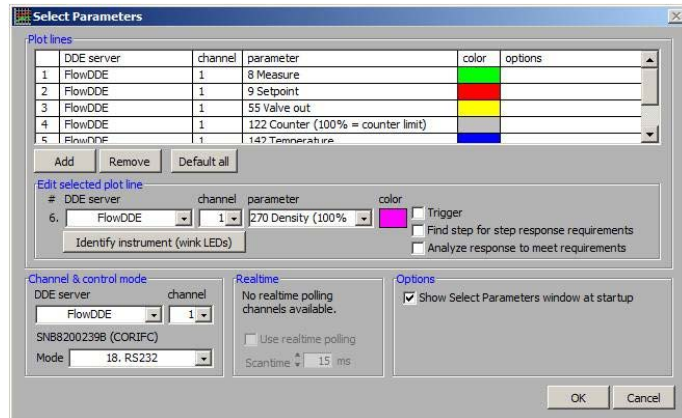 Select Parameters
Plot lines
DDE server channel parameter color options
1 FlowDDE 1 8 Measure
2 FlowDDE 1 9 Setpoint
3 FlowDDE 1 55 Valve out
4 FlowDDE 1 122 Counter (100% = counter limit)
5 FlowDDE 1 142 Temperature
Add Remove Default all
Edit selected plot line
# DDE server channel parameter color
6. FlowDDE 1 270 Density (100%
Trigger
Find step for step response requirements
Identify instrument (wink LEDs)
Analyze response to meet requirements
Channel & control mode
DDE server channel
FlowDDE 1
SNB8200239B (CORIFC)
Mode 18. RS232
Realtime
No realtime polling
channels available.
Use realtime polling
Scantime 15 ms
Options
Show Select Parameters window at startup
OK Cancel